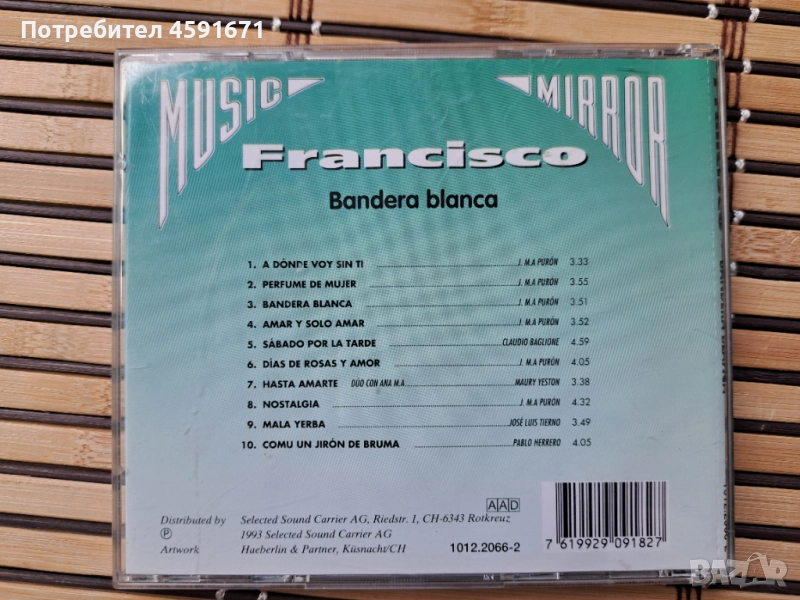 Потребител 4591671
MUSIC MIRROR
Francisco
Bandera blanca
1. A DÓNDE VOY SIN TI J. M.A PURÓN 3.33
2. PERFUME DE MUJER J. M.A PURÓN 3.55
3. BANDERA BLANCA J. M.A PURÓN 3.51
4. AMAR Y SOLO AMAR J. M.A PURÓN 3.52
5. SÁBADO POR LA TARDE CLAUDIO BAGLIONE 4.59
6. DÍAS DE ROSAS Y AMOR J. M.A PURÓN 4.05
7. HASTA AMARTE DÚO CON ANA M.A MAURY YESTON 3.38
8. NOSTALGIA J. M.A PURÓN 4.32
9. MALA YERBA JOSÉ LUIS TIERNO 3.49
10. COMU UN JIRÓN DE BRUMA PABLO HERRERO 4.05
AAD
Distributed by Selected Sound Carrier AG, Riedstr. 1, CH-6343 Rotkreuz
Ⓟ 1993 Selected Sound Carrier AG
Artwork Haeberlin & Partner, Küsnacht/CH
1012.2066-2
7 619929 091827
BAZAR